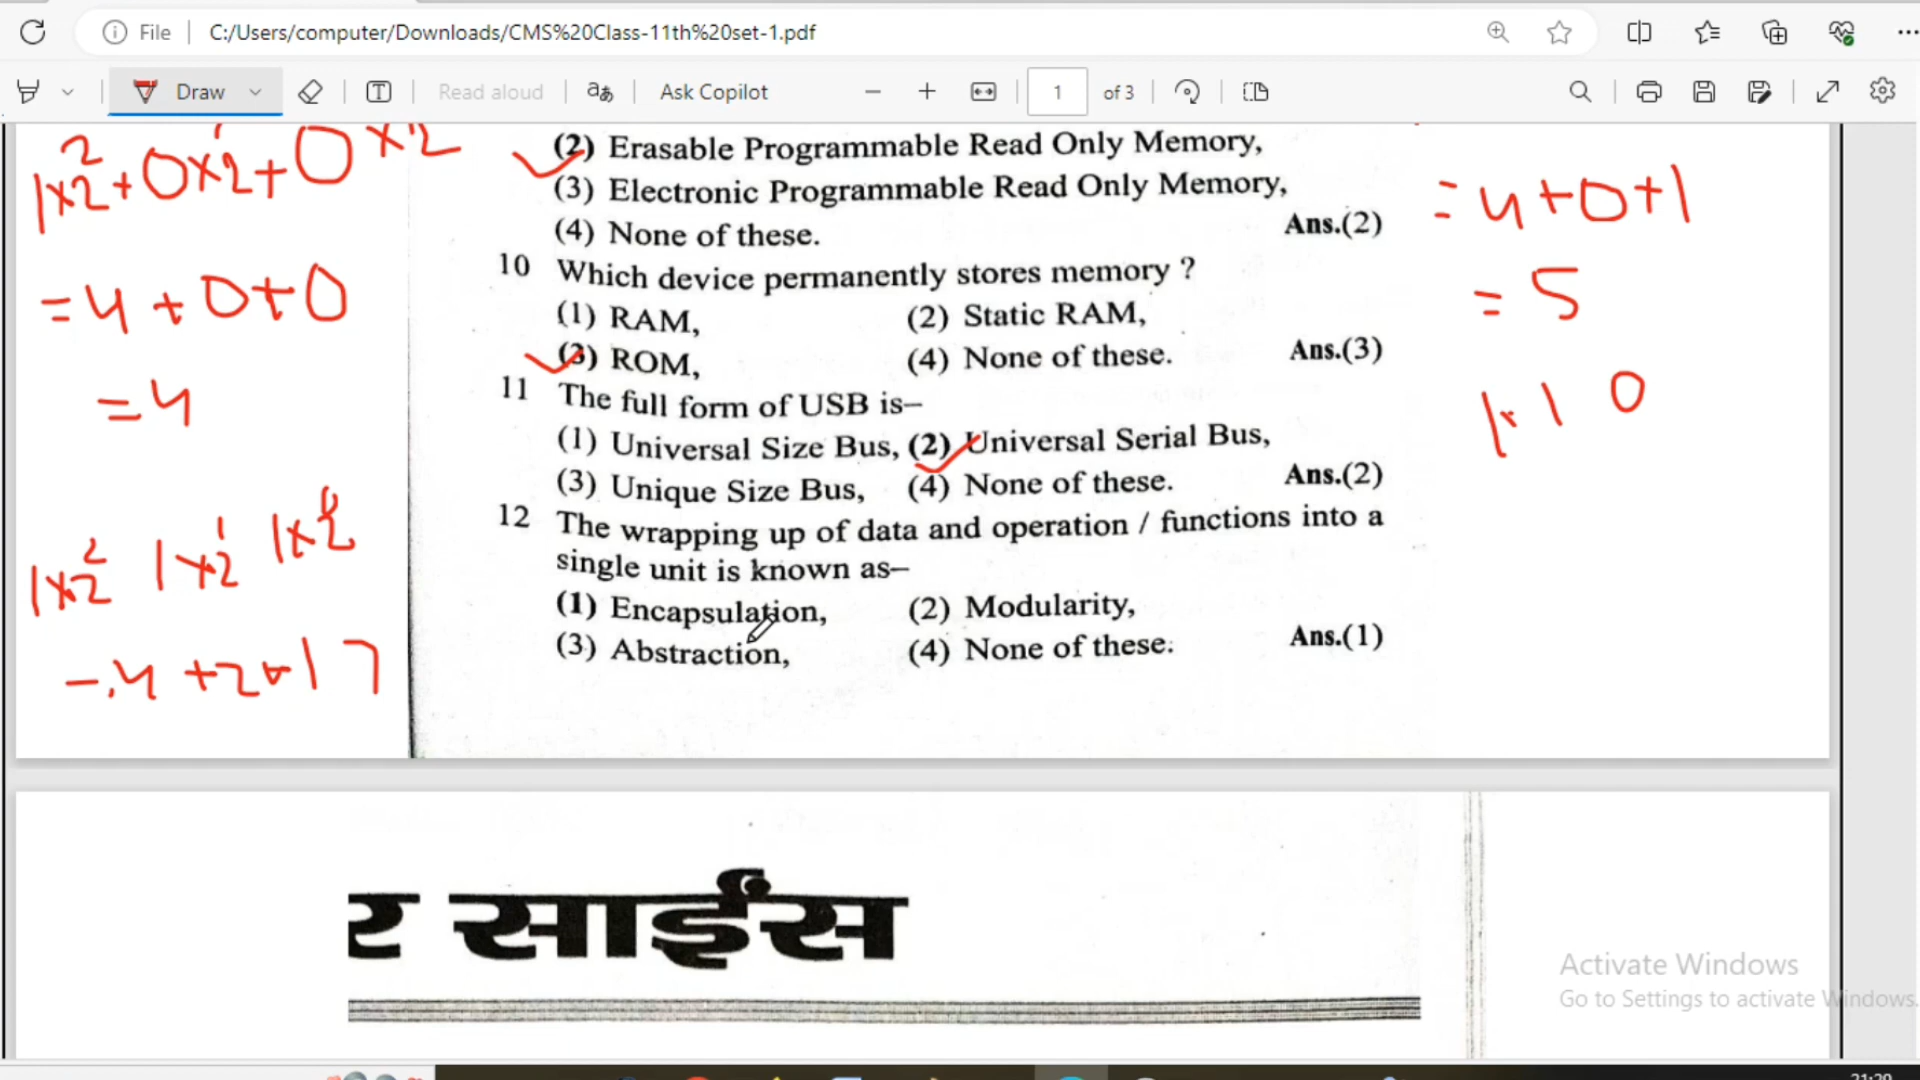 File
C:/Users/computer/Downloads/CMS%20Class-11th%20set-1.pdf
Draw
Read aloud
aあ
Ask Copilot
1 of 3
(2) Erasable Programmable Read Only Memory,
(3) Electronic Programmable Read Only Memory,
(4) None of these. Ans.(2)
10 Which device permanently stores memory ?
(1) RAM, (2) Static RAM,
(3) ROM, (4) None of these. Ans.(3)
11 The full form of USB is–
(1) Universal Size Bus, (2) Universal Serial Bus,
(3) Unique Size Bus, (4) None of these. Ans.(2)
12 The wrapping up of data and operation / functions into a
single unit is known as–
(1) Encapsulation, (2) Modularity,
(3) Abstraction, (4) None of these. Ans.(1)
1×2² + 0×2¹ + 0×2
= 4 + 0 + 0
= 4
1×2² 1×2¹ 1×2⁰
4 + 2 + 1 7
= 4 + 0 + 1
= 5
1 1 0
र साईंस
Activate Windows
Go to Settings to activate Windows.